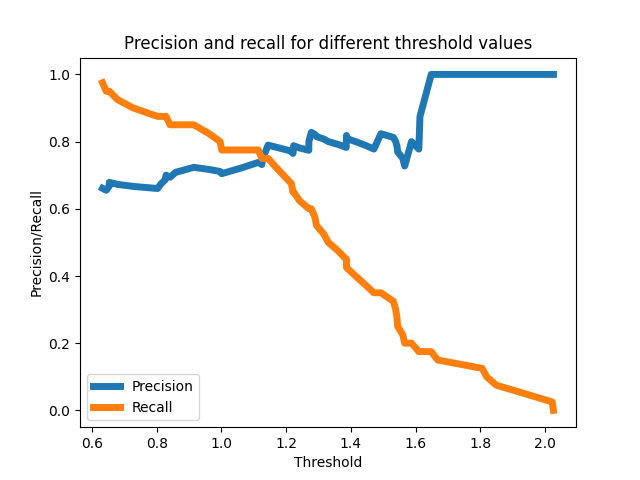 Precision and recall for different threshold values
Precision/Recall
1.0
0.8
0.6
0.4
0.2
0.0
Precision
Recall
0.6 0.8 1.0 1.2 1.4 1.6 1.8 2.0
Threshold